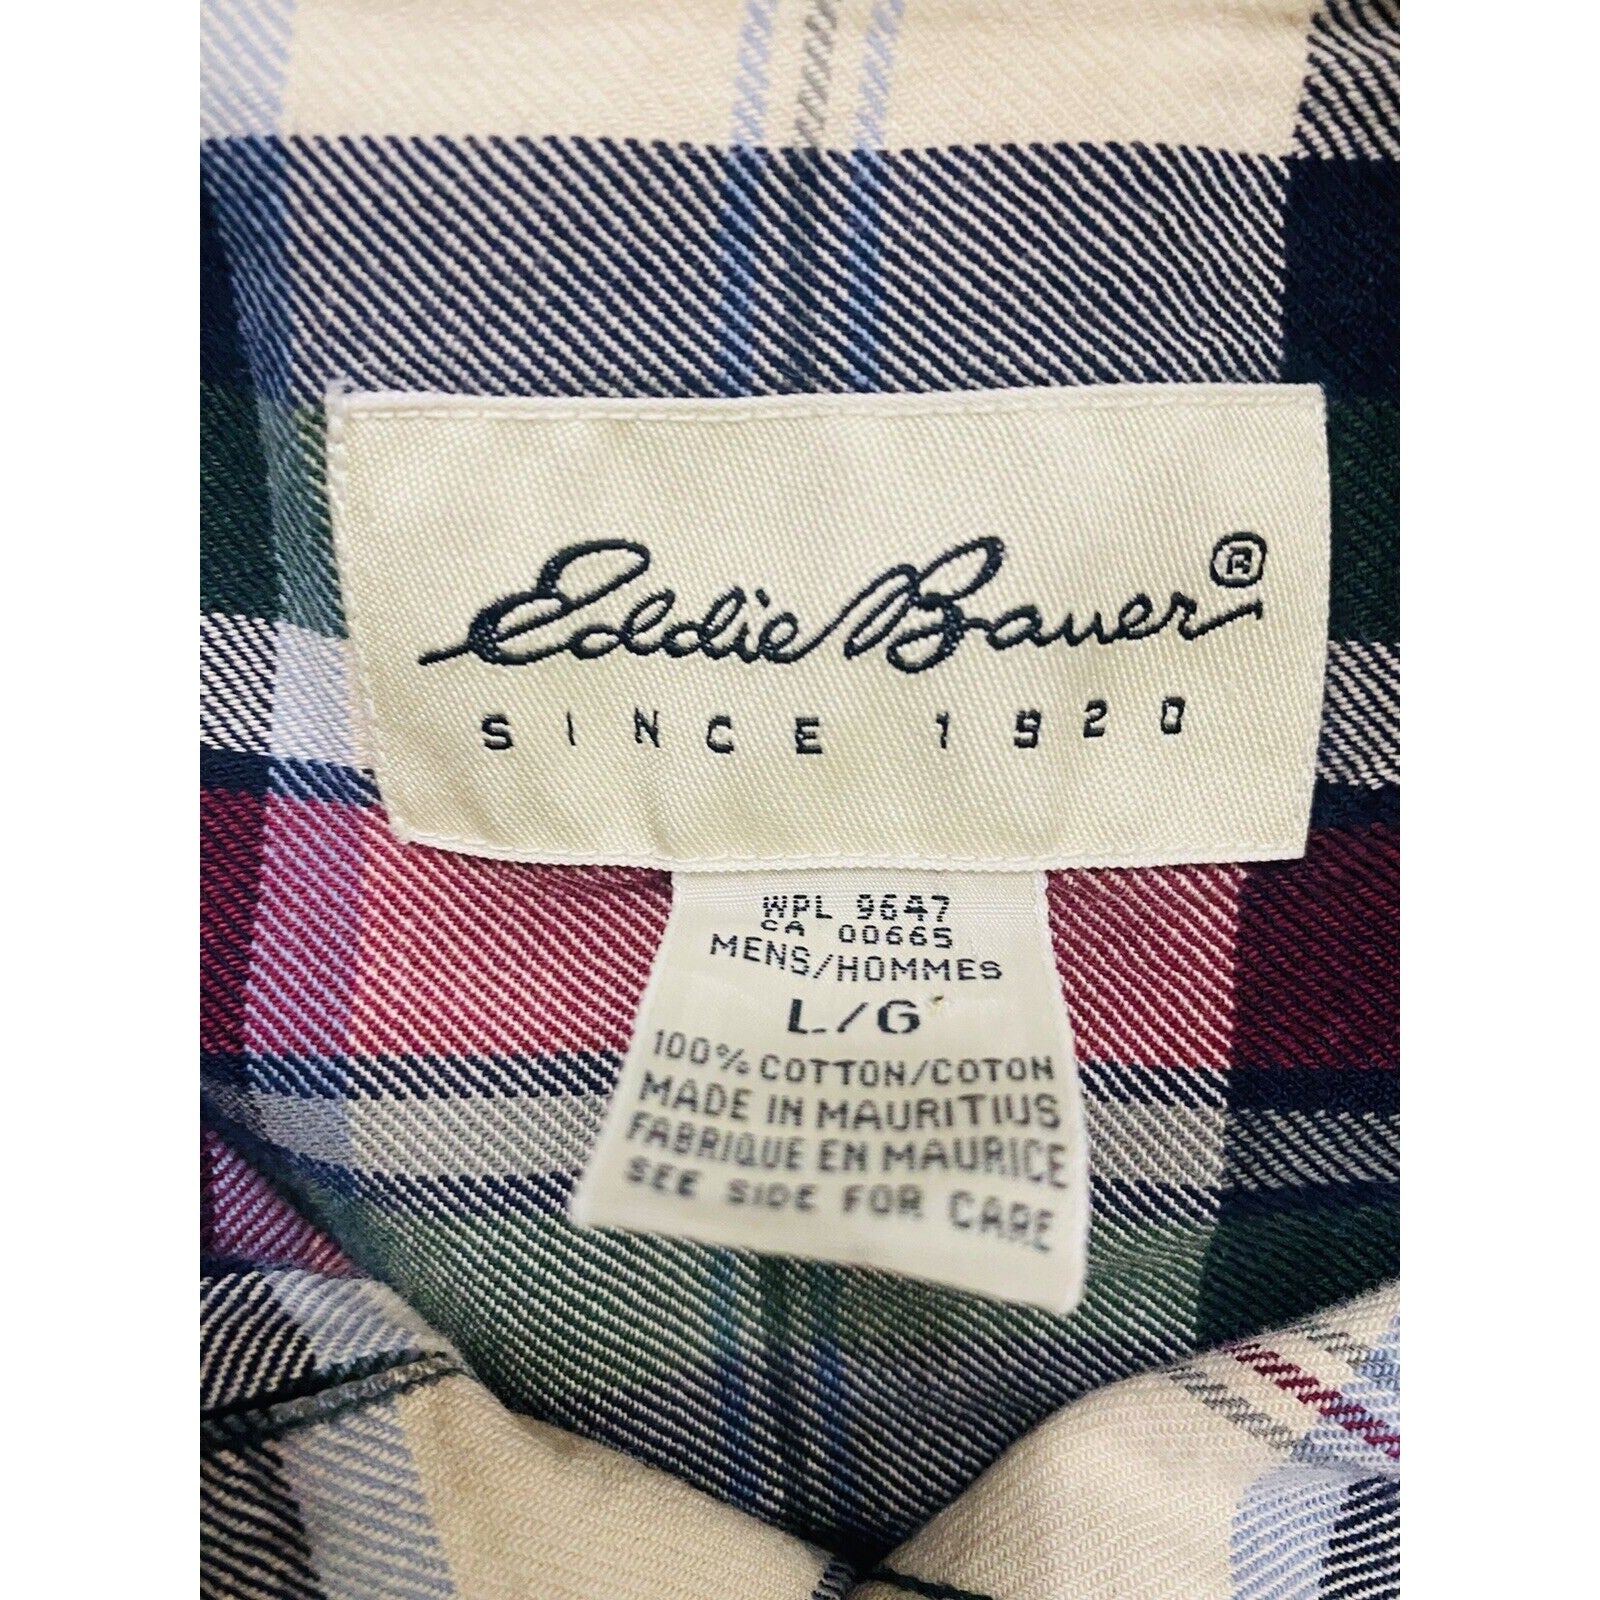 Eddie Bauer®
SINCE 1920
WPL 9647
CA 00665
MENS/HOMMES
L/G
100% COTTON/COTON
MADE IN MAURITIUS
FABRIQUE EN MAURICE
SEE SIDE FOR CARE